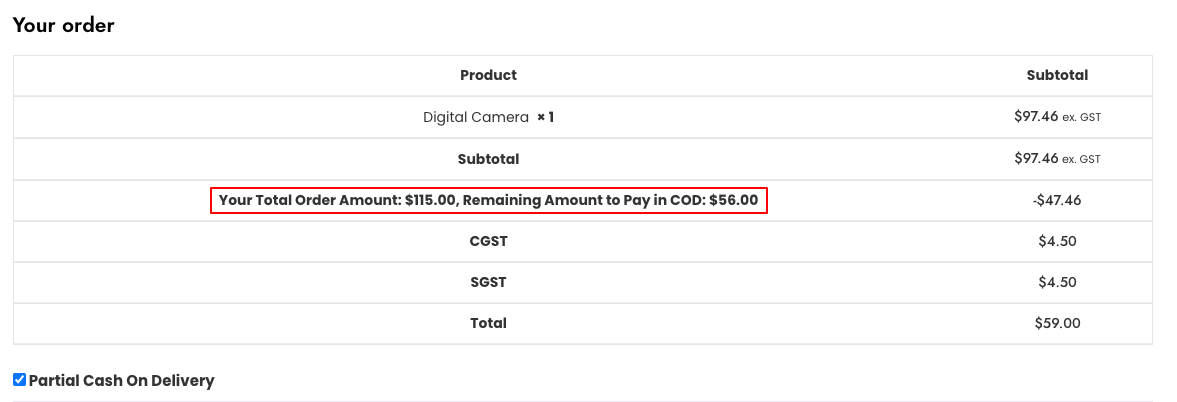 Your order
Product Subtotal
Digital Camera × 1 $97.46 ex. GST
Subtotal $97.46 ex. GST
Your Total Order Amount: $115.00, Remaining Amount to Pay in COD: $56.00 -$47.46
CGST $4.50
SGST $4.50
Total $59.00
Partial Cash On Delivery